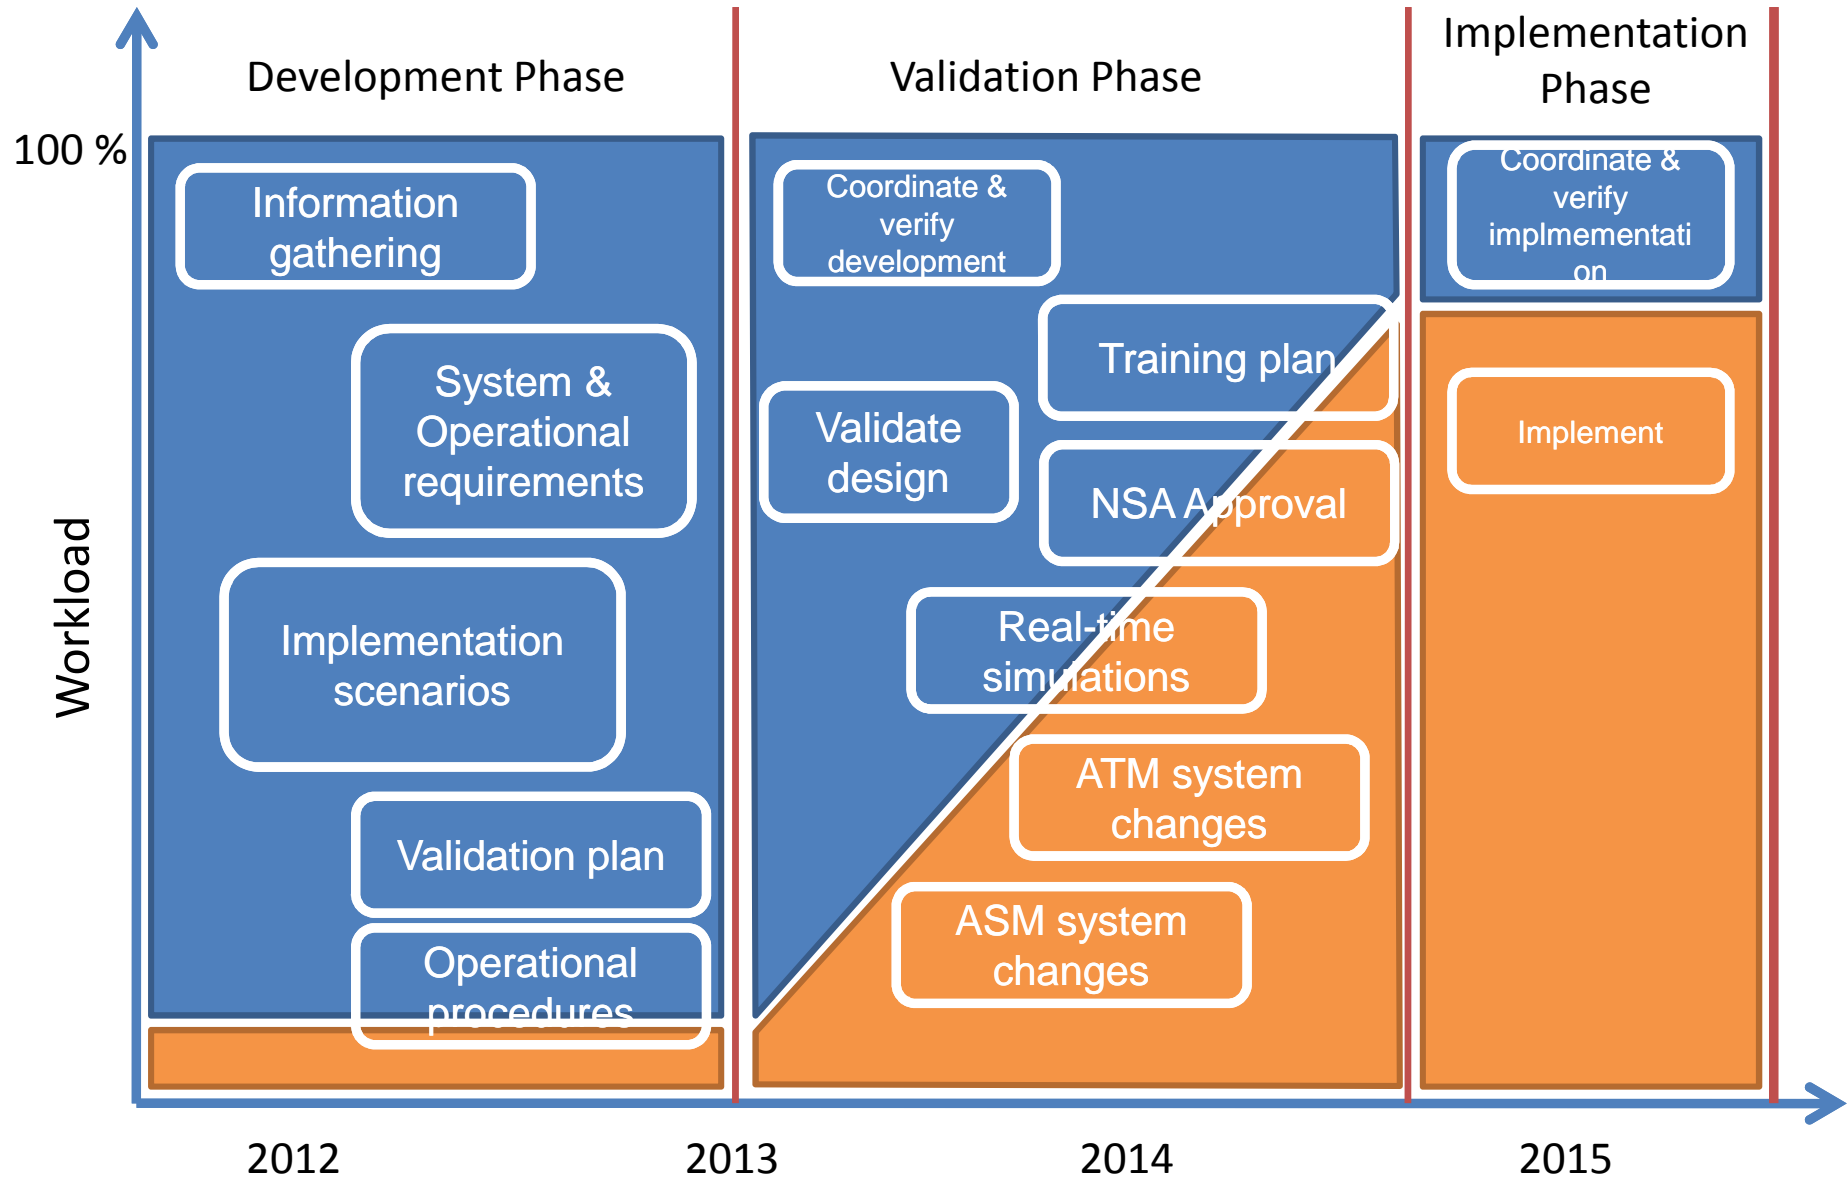 Development Phase
Validation Phase
Implementation
Phase
100 %
Workload
Information
gathering
System &
Operational
requirements
Implementation
scenarios
Validation plan
Operational
procedures
Coordinate &
verify
development
Validate
design
Training plan
NSA Approval
Real-time
simulations
ATM system
changes
ASM system
changes
Coordinate &
verify
implmementati
on
Implement
2012
2013
2014
2015